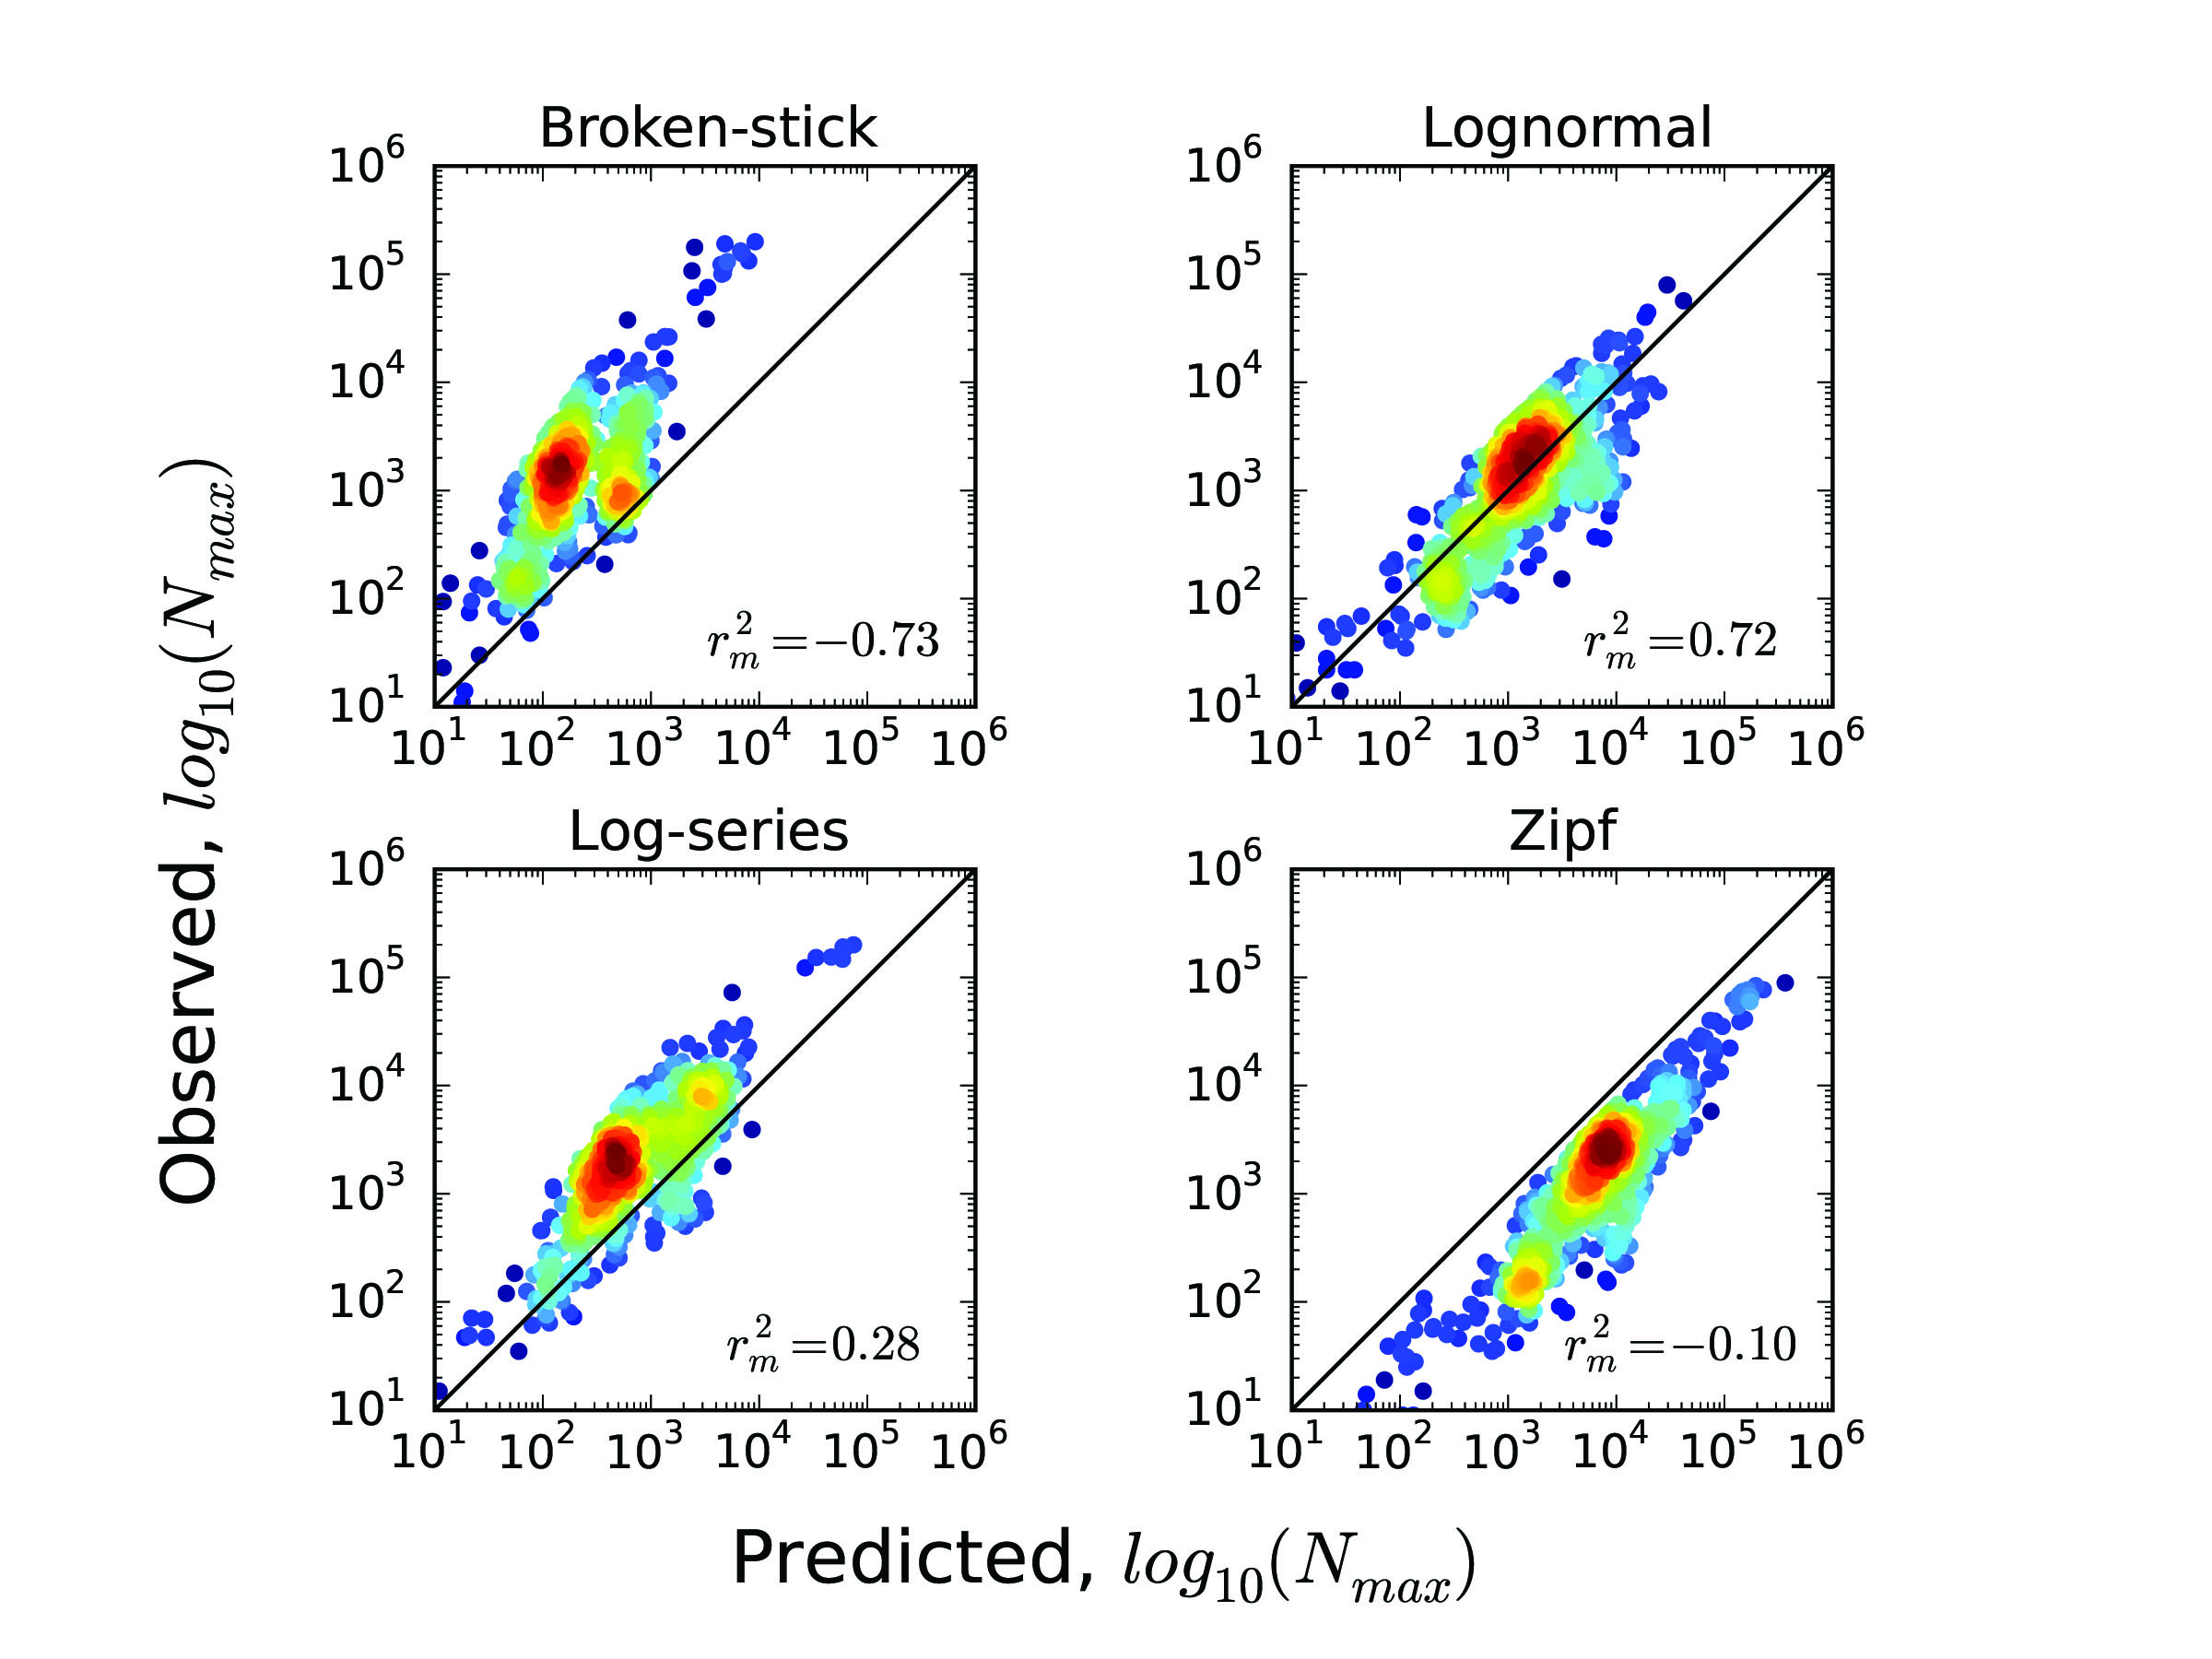 Broken-stick
10^6
10^5
10^4
10^3
10^2
10^1
10^1 10^2 10^3 10^4 10^5 10^6
r_m^2=−0.73
Lognormal
10^6
10^5
10^4
10^3
10^2
10^1
10^1 10^2 10^3 10^4 10^5 10^6
r_m^2=0.72
Observed, log_10(N_max)
Log-series
10^6
10^5
10^4
10^3
10^2
10^1
10^1 10^2 10^3 10^4 10^5 10^6
r_m^2=0.28
Zipf
10^6
10^5
10^4
10^3
10^2
10^1
10^1 10^2 10^3 10^4 10^5 10^6
r_m^2=−0.10
Predicted, log_10(N_max)